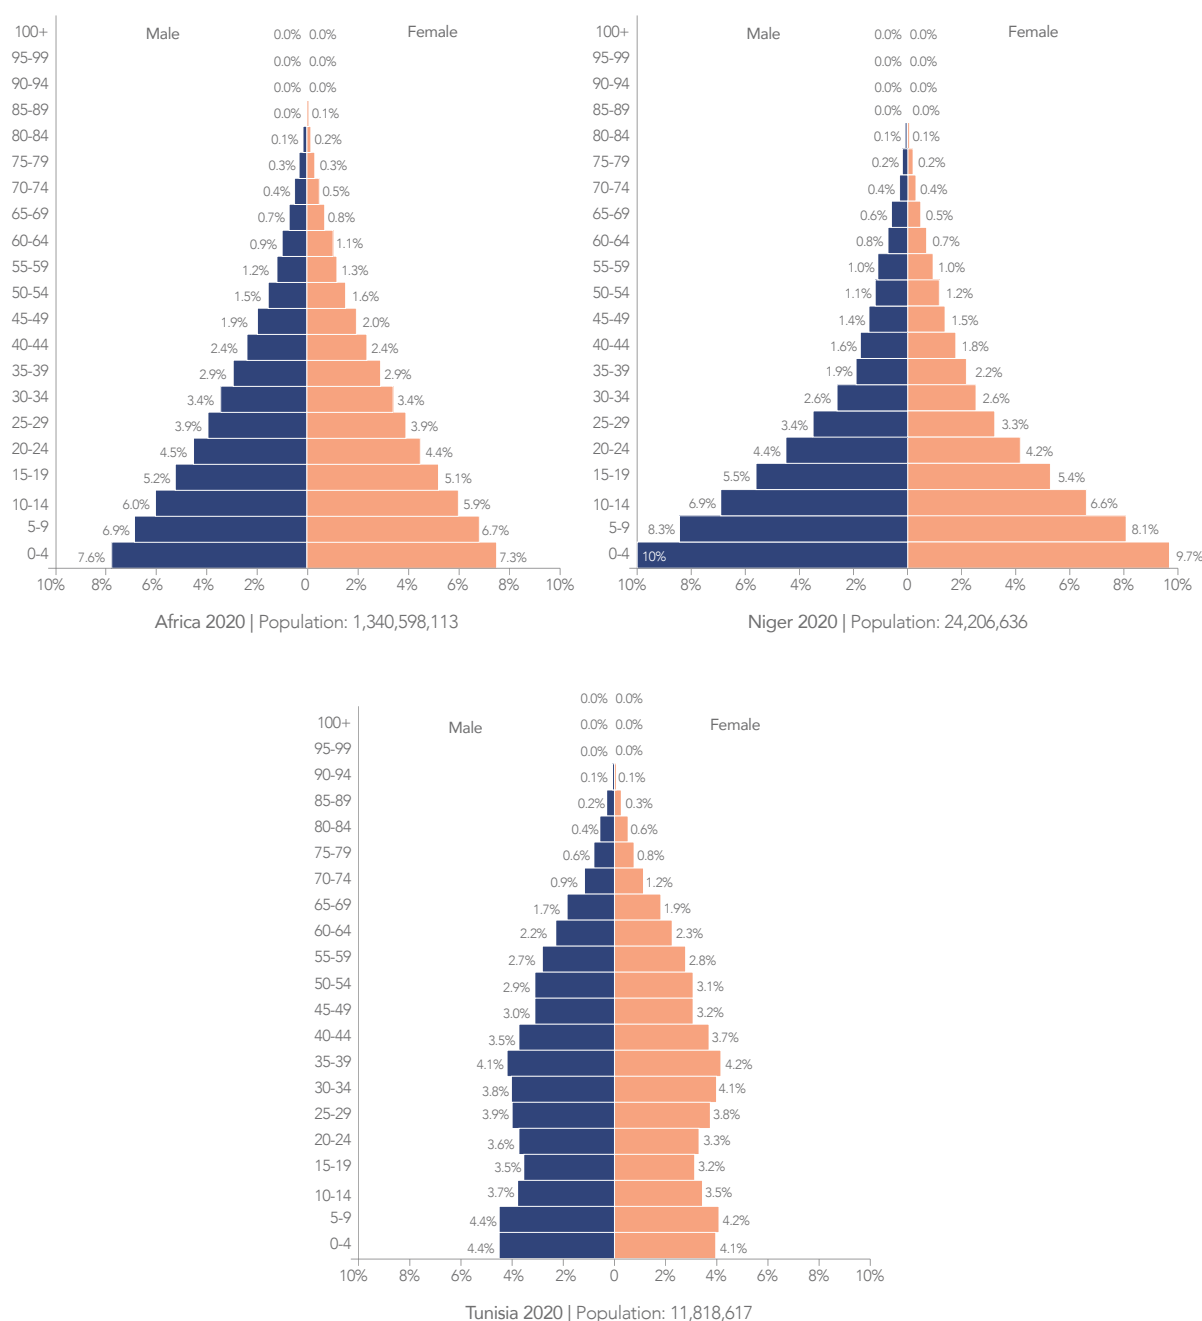 100+ Male 0.0% 0.0% Female
95-99 0.0% 0.0%
90-94 0.0% 0.0%
85-89 0.0% 0.1%
80-84 0.1% 0.2%
75-79 0.3% 0.3%
70-74 0.4% 0.5%
65-69 0.7% 0.8%
60-64 0.9% 1.1%
55-59 1.2% 1.3%
50-54 1.5% 1.6%
45-49 1.9% 2.0%
40-44 2.4% 2.4%
35-39 2.9% 2.9%
30-34 3.4% 3.4%
25-29 3.9% 3.9%
20-24 4.5% 4.4%
15-19 5.2% 5.1%
10-14 6.0% 5.9%
5-9 6.9% 6.7%
0-4 7.6% 7.3%
10% 8% 6% 4% 2% 0 2% 4% 6% 8% 10%
Africa 2020 | Population: 1,340,598,113
100+ Male 0.0% 0.0% Female
95-99 0.0% 0.0%
90-94 0.0% 0.0%
85-89 0.0% 0.0%
80-84 0.1% 0.1%
75-79 0.2% 0.2%
70-74 0.4% 0.4%
65-69 0.6% 0.5%
60-64 0.8% 0.7%
55-59 1.0% 1.0%
50-54 1.1% 1.2%
45-49 1.4% 1.5%
40-44 1.6% 1.8%
35-39 1.9% 2.2%
30-34 2.6% 2.6%
25-29 3.4% 3.3%
20-24 4.4% 4.2%
15-19 5.5% 5.4%
10-14 6.9% 6.6%
5-9 8.3% 8.1%
0-4 10% 9.7%
10% 8% 6% 4% 2% 0 2% 4% 6% 8% 10%
Niger 2020 | Population: 24,206,636
0.0% 0.0%
100+ Male 0.0% 0.0% Female
95-99 0.0% 0.0%
90-94 0.1% 0.1%
85-89 0.2% 0.3%
80-84 0.4% 0.6%
75-79 0.6% 0.8%
70-74 0.9% 1.2%
65-69 1.7% 1.9%
60-64 2.2% 2.3%
55-59 2.7% 2.8%
50-54 2.9% 3.1%
45-49 3.0% 3.2%
40-44 3.5% 3.7%
35-39 4.1% 4.2%
30-34 3.8% 4.1%
25-29 3.9% 3.8%
20-24 3.6% 3.3%
15-19 3.5% 3.2%
10-14 3.7% 3.5%
5-9 4.4% 4.2%
0-4 4.4% 4.1%
10% 8% 6% 4% 2% 0 2% 4% 6% 8% 10%
Tunisia 2020 | Population: 11,818,617